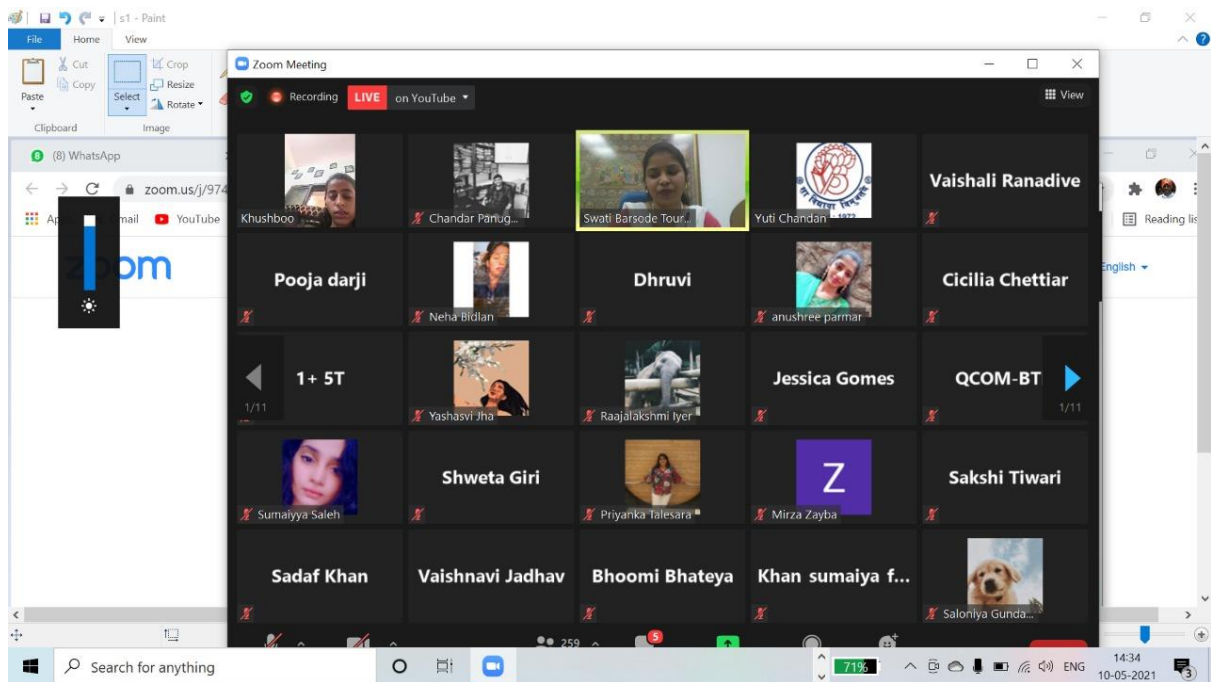 s1 - Paint
File Home View
Paste
Cut
Copy
Select
Crop
Resize
Rotate
Clipboard
Image
(8) WhatsApp
zoom.us/j/974
mail YouTube
Reading lis
English
Zoom Meeting
Recording LIVE on YouTube
View
Khushboo
Chandar Panug...
Swati Barsode Tour...
Yuti Chandan
1972
Vaishali Ranadive
Pooja darji
Neha Bidlan
Dhruvi
anushree parmar
Cicilia Chettiar
1+ 5T
1/11
Yashasvi Jha
Raajalakshmi Iyer
Jessica Gomes
QCOM-BT
1/11
Sumaiyya Saleh
Shweta Giri
Priyanka Talesara
Z
Mirza Zayba
Sakshi Tiwari
Sadaf Khan
Vaishnavi Jadhav
Bhoomi Bhateya
Khan sumaiya f...
Saloniya Gunda...
259
5
Search for anything
71%
ENG
14:34
10-05-2021
3